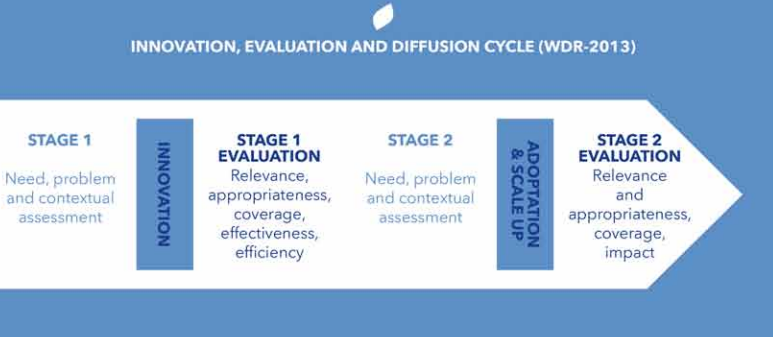 INNOVATION, EVALUATION AND DIFFUSION CYCLE (WDR-2013)
STAGE 1
Need, problem
and contextual
assessment
INNOVATION
STAGE 1
EVALUATION
Relevance,
appropriateness,
coverage,
effectiveness,
efficiency
STAGE 2
Need, problem
and contextual
assessment
ADOPTATION
& SCALE UP
STAGE 2
EVALUATION
Relevance
and
appropriateness,
coverage,
impact